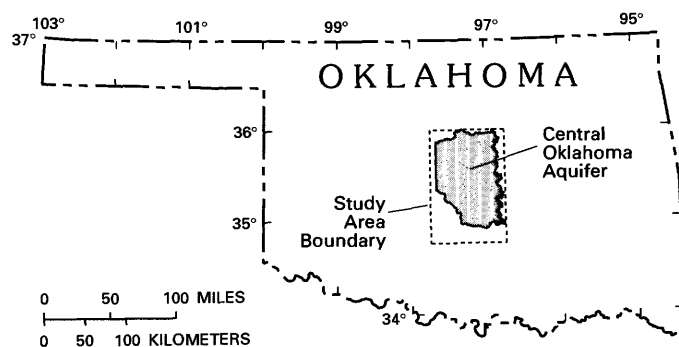 103°
101°
99°
97°
95°
37°
OKLAHOMA
36°
Central
Oklahoma
Aquifer
Study
Area
Boundary
35°
34°
0 50 100 MILES
0 50 100 KILOMETERS